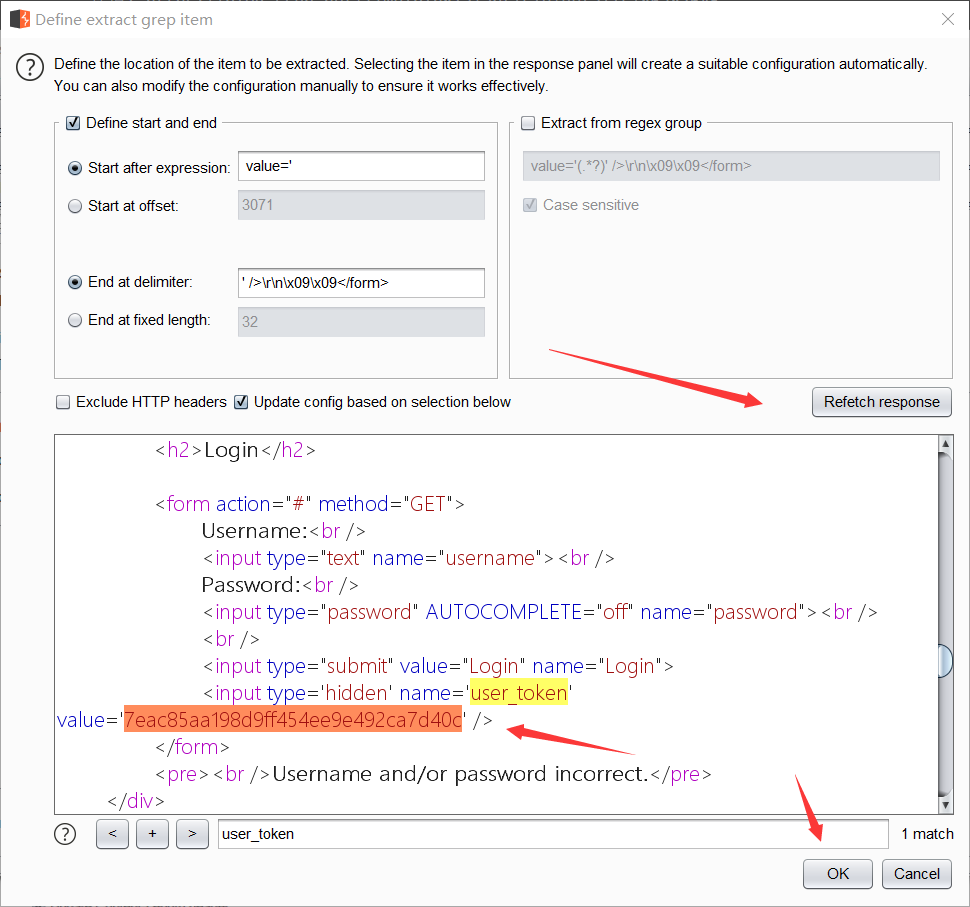 Define extract grep item
Define the location of the item to be extracted. Selecting the item in the response panel will create a suitable configuration automatically.
You can also modify the configuration manually to ensure it works effectively.
Define start and end
Start after expression: value='
Start at offset: 3071
End at delimiter: ' />\r\n\x09\x09</form>
End at fixed length: 32
Extract from regex group
value='(.*?)' />\r\n\x09\x09</form>
Case sensitive
Exclude HTTP headers Update config based on selection below
Refetch response
<h2>Login</h2>
<form action="#" method="GET">
Username:<br />
<input type="text" name="username"><br />
Password:<br />
<input type="password" AUTOCOMPLETE="off" name="password"><br />
<br />
<input type="submit" value="Login" name="Login">
<input type='hidden' name='user_token'
value='7eac85aa198d9ff454ee9e492ca7d40c' />
</form>
<pre><br />Username and/or password incorrect.</pre>
</div>
? < + > user_token 1 match
OK Cancel